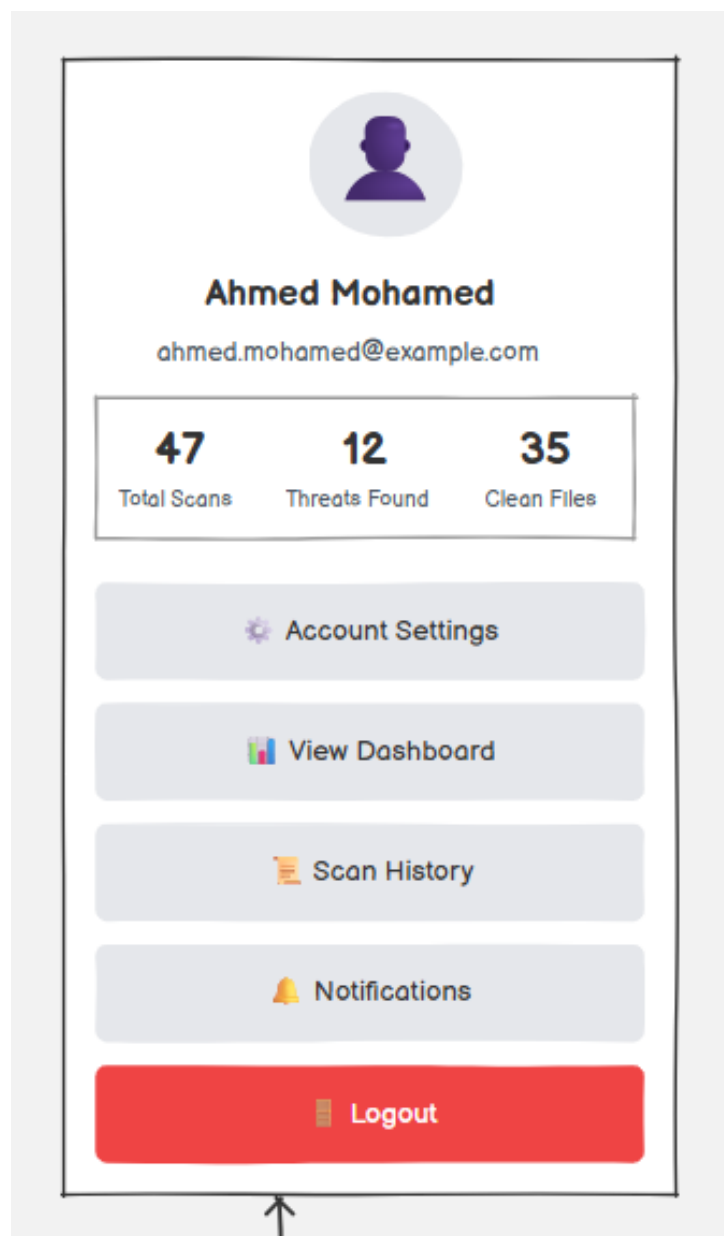 Ahmed Mohamed
ahmed.mohamed@example.com
47 12 35
Total Scans Threats Found Clean Files
Account Settings
View Dashboard
Scan History
Notifications
Logout